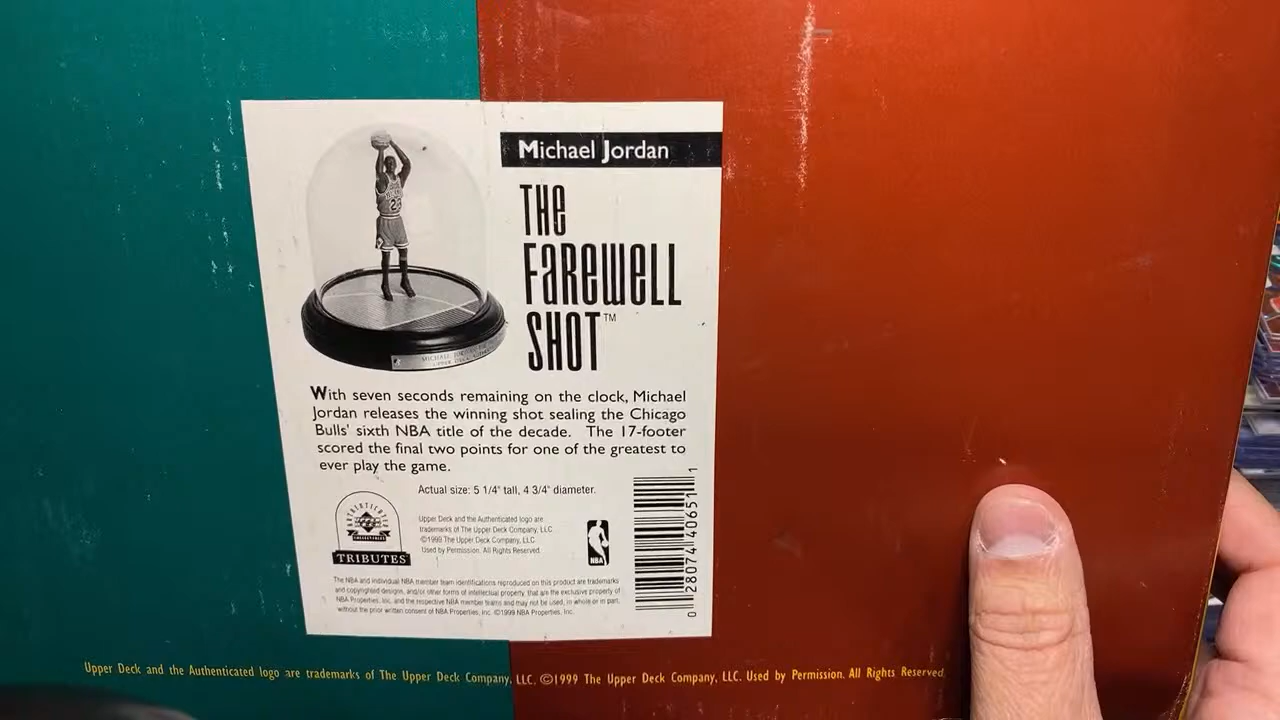 Michael Jordan
THE
FAREWELL
SHOT™
With seven seconds remaining on the clock, Michael
Jordan releases the winning shot sealing the Chicago
Bulls' sixth NBA title of the decade. The 17-footer
scored the final two points for one of the greatest to
ever play the game.
Actual size: 5 1/4" tall, 4 3/4" diameter.
Upper Deck and the Authenticated logo are
trademarks of The Upper Deck Company, LLC
©1999 The Upper Deck Company, LLC.
Used by Permission. All Rights Reserved.
TRIBUTES
NBA
0 28074 40651 1
The NBA and individual NBA member team identifications reproduced on this product are trademarks
and copyrighted designs, and/or other forms of intellectual property, that are the exclusive property of
NBA Properties, Inc. and the respective NBA member teams and may not be used, in whole or in part,
without the prior written consent of NBA Properties, Inc. ©1999 NBA Properties, Inc.
Upper Deck and the Authenticated logo are trademarks of The Upper Deck Company, LLC. ©1999 The Upper Deck Company, LLC. Used by Permission. All Rights Reserved.